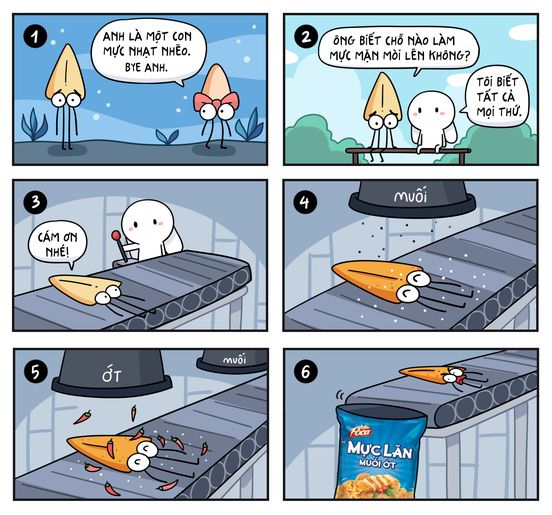 1
ANH LÀ MỘT CON
MỰC NHẠT NHẼO.
BYE ANH.
2
ÔNG BIẾT CHỖ NÀO LÀM
MỰC MẶN MÒI LÊN KHÔNG?
TÔI BIẾT
TẤT CẢ
MỌI THỨ.
3
CÁM ƠN
NHÉ!
4
MUỐI
5
ỚT
MUỐI
6
POCA
MỰC LĂN
MUỐI ỚT